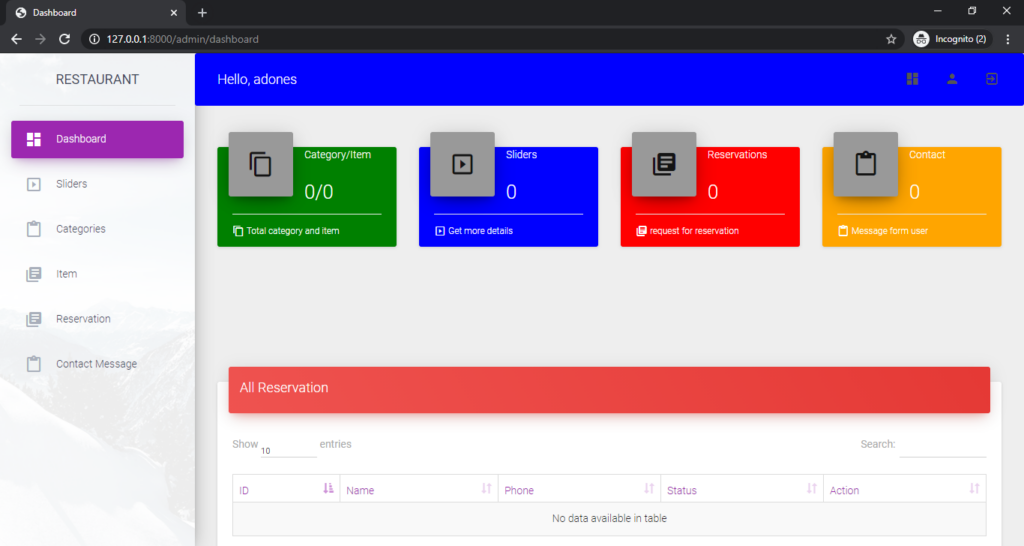 Dashboard
127.0.0.1:8000/admin/dashboard
Incognito (2)
RESTAURANT
Hello, adones
Dashboard
Sliders
Categories
Item
Reservation
Contact Message
Category/Item
0/0
Total category and item
Sliders
0
Get more details
Reservations
0
request for reservation
Contact
0
Message form user
All Reservation
Show 10 entries
Search:
ID Name Phone Status Action
No data available in table